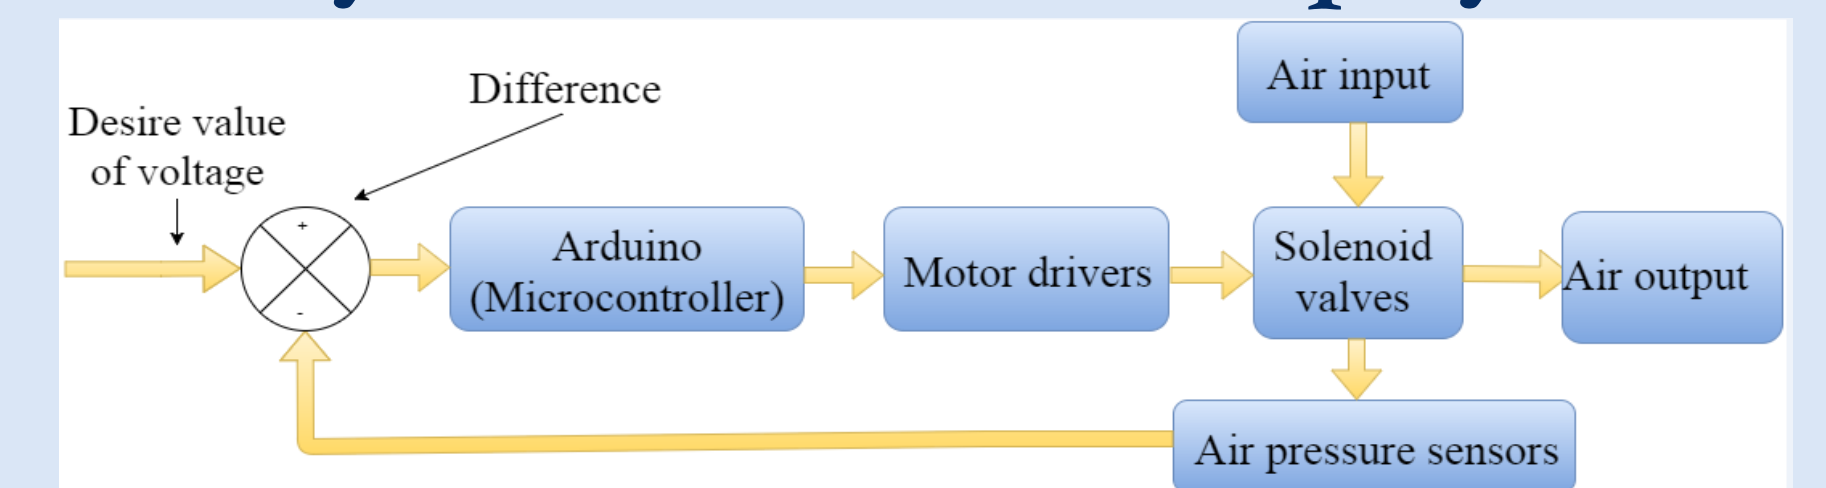 Difference
Desire value
of voltage
+
-
Air input
Arduino
(Microcontroller)
Motor drivers
Solenoid
valves
Air output
Air pressure sensors